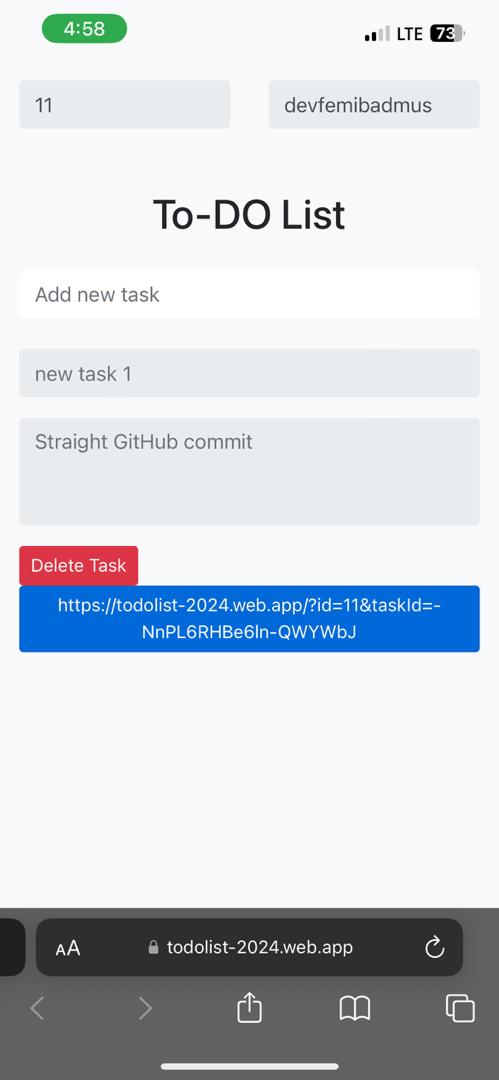 4:58
LTE 73
11
devfemibadmus
To-DO List
Add new task
new task 1
Straight GitHub commit
Delete Task
https://todolist-2024.web.app/?id=11&taskId=-
NnPL6RHBe6ln-QWYWbJ
AA
todolist-2024.web.app